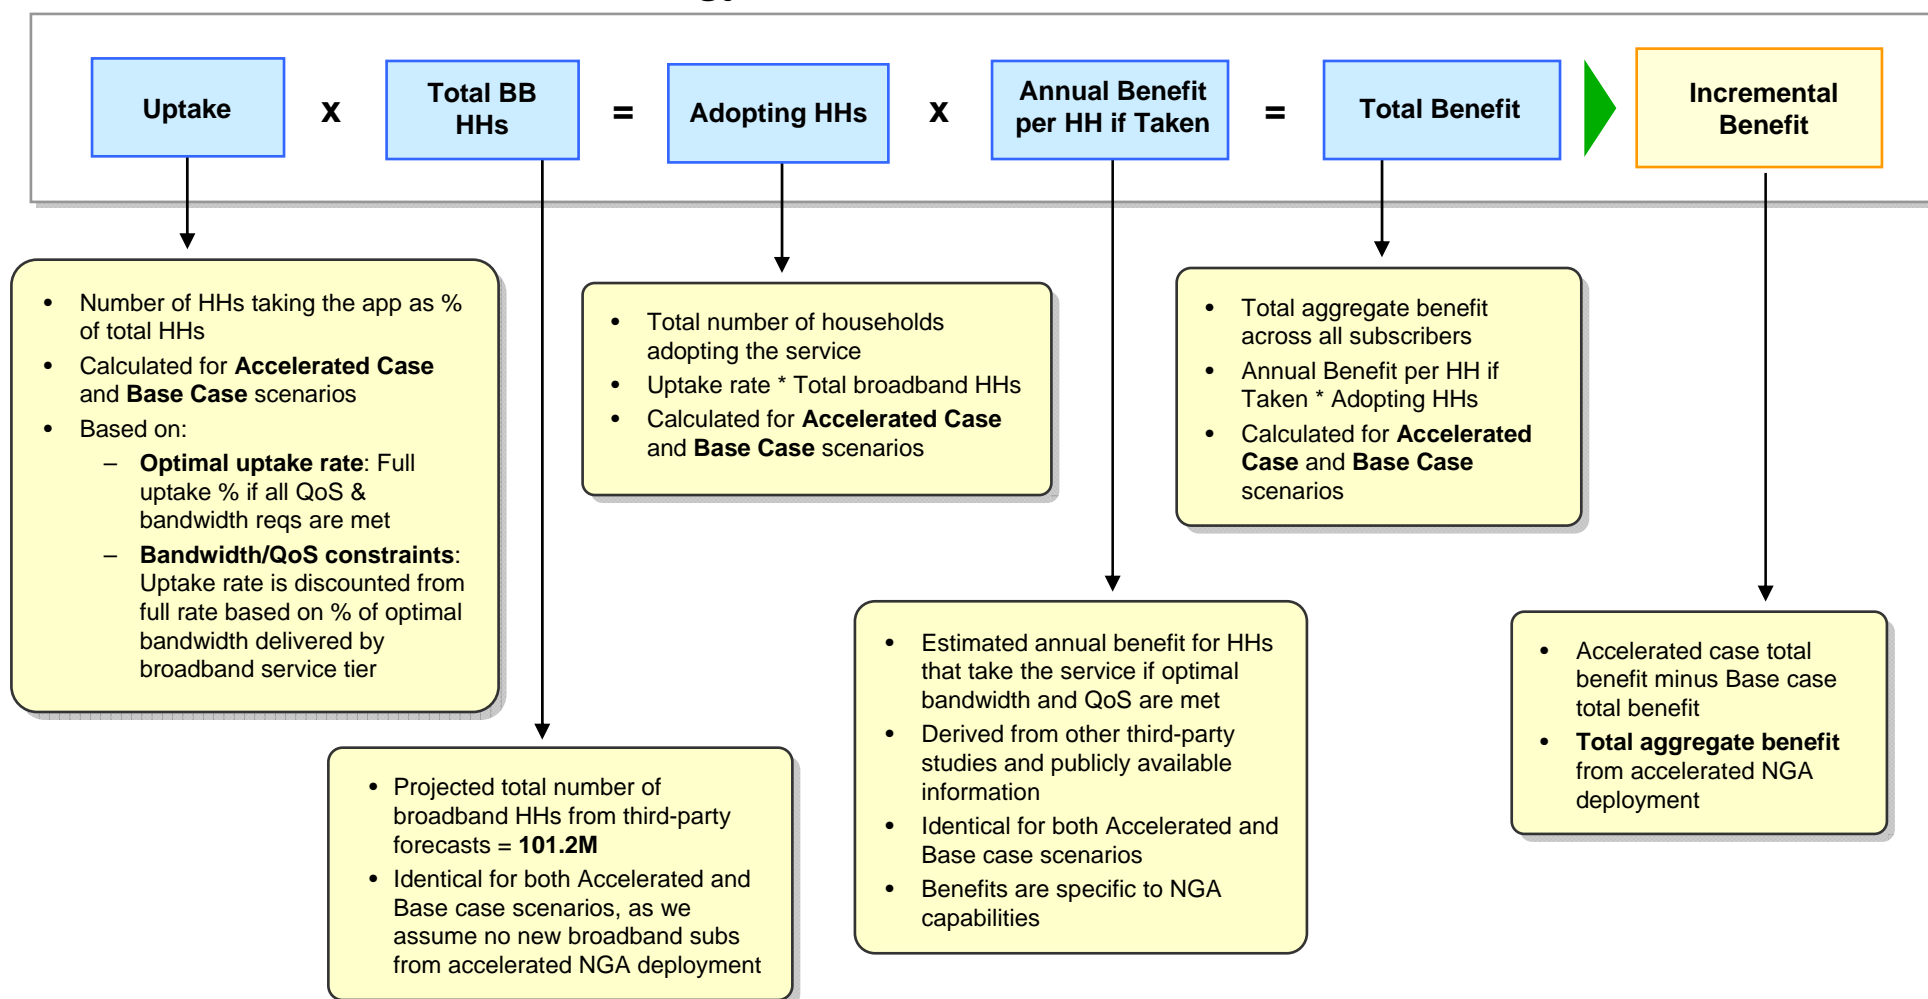 Uptake
x
Total BB
HHs
=
Adopting HHs
x
Annual Benefit
per HH if Taken
=
Total Benefit
Incremental
Benefit
• Number of HHs taking the app as %
of total HHs
• Calculated for Accelerated Case
and Base Case scenarios
• Based on:
– Optimal uptake rate: Full
uptake % if all QoS &
bandwidth reqs are met
– Bandwidth/QoS constraints:
Uptake rate is discounted from
full rate based on % of optimal
bandwidth delivered by
broadband service tier
• Projected total number of
broadband HHs from third-party
forecasts = 101.2M
• Identical for both Accelerated and
Base case scenarios, as we
assume no new broadband subs
from accelerated NGA deployment
• Total number of households
adopting the service
• Uptake rate * Total broadband HHs
• Calculated for Accelerated Case
and Base Case scenarios
• Estimated annual benefit for HHs
that take the service if optimal
bandwidth and QoS are met
• Derived from other third-party
studies and publicly available
information
• Identical for both Accelerated and
Base case scenarios
• Benefits are specific to NGA
capabilities
• Total aggregate benefit
across all subscribers
• Annual Benefit per HH if
Taken * Adopting HHs
• Calculated for Accelerated
Case and Base Case
scenarios
• Accelerated case total
benefit minus Base case
total benefit
• Total aggregate benefit
from accelerated NGA
deployment